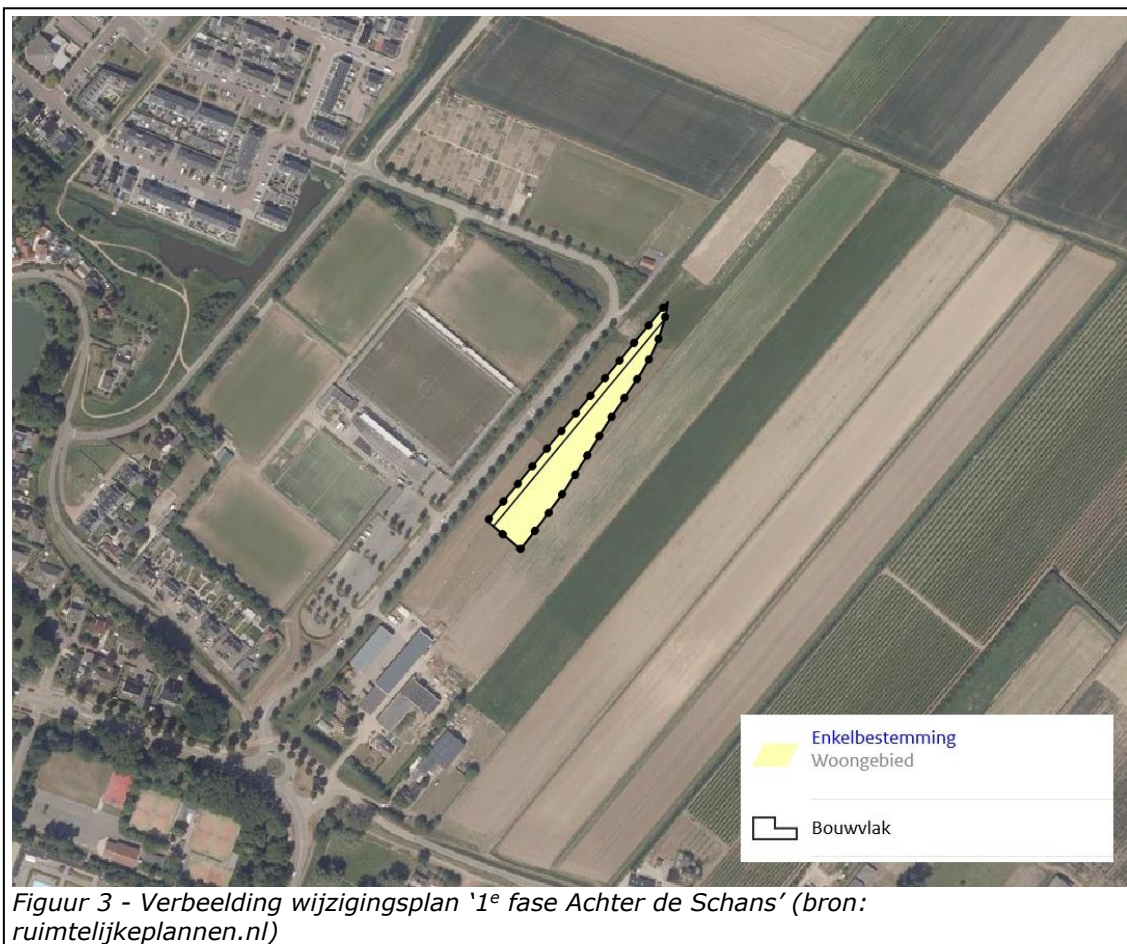 Enkelbestemming
Woongebied
Bouwvlak
Figuur 3 - Verbeelding wijzigingsplan ‘1e fase Achter de Schans’ (bron:
ruimtelijkeplannen.nl)